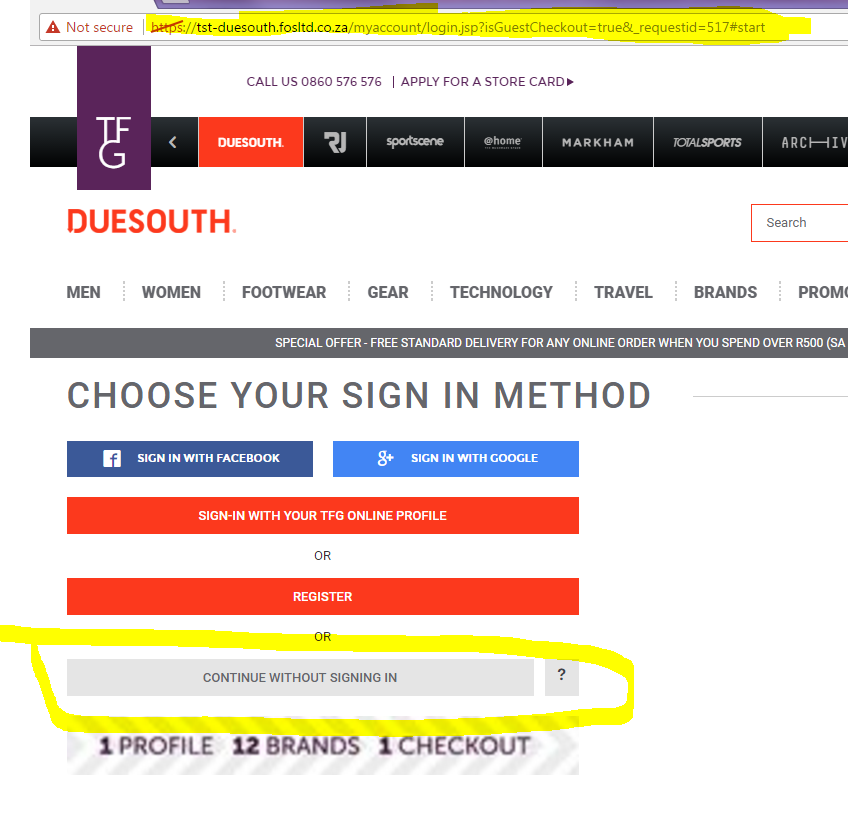 Not secure | https://tst-duesouth.fosltd.co.za/myaccount/login.jsp?isGuestCheckout=true&_requestid=517#start
CALL US 0860 576 576 | APPLY FOR A STORE CARD
TFG
DUESOUTH. RJ sportscene @home MARKHAM TOTALSPORTS ARCHIV
DUESOUTH.
Search
MEN WOMEN FOOTWEAR GEAR TECHNOLOGY TRAVEL BRANDS PROMO
SPECIAL OFFER - FREE STANDARD DELIVERY FOR ANY ONLINE ORDER WHEN YOU SPEND OVER R500 (SA
CHOOSE YOUR SIGN IN METHOD
f SIGN IN WITH FACEBOOK g+ SIGN IN WITH GOOGLE
SIGN-IN WITH YOUR TFG ONLINE PROFILE
OR
REGISTER
OR
CONTINUE WITHOUT SIGNING IN ?
1 PROFILE 12 BRANDS 1 CHECKOUT